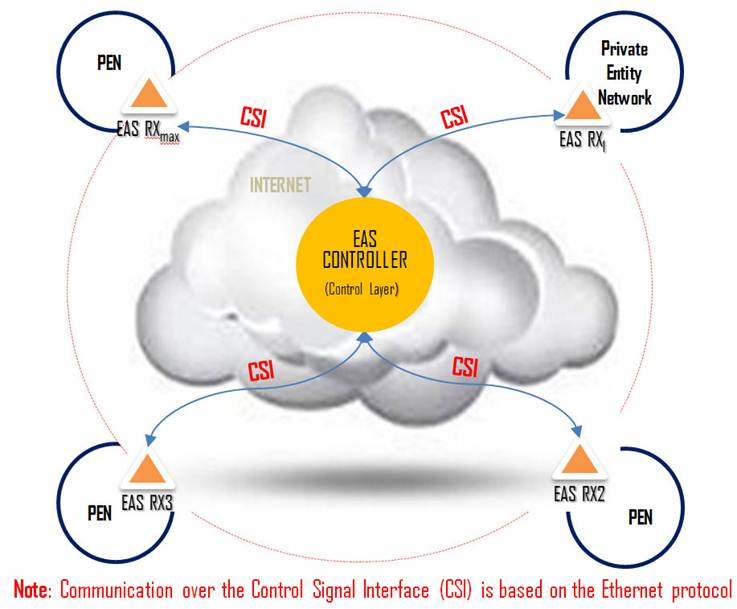 PEN
Private
Entity
Network
EAS RXmax
CSI
CSI
EAS RX1
INTERNET
EAS
CONTROLLER
(Control Layer)
CSI
CSI
EAS RX3
PEN
EAS RX2
PEN
Note: Communication over the Control Signal Interface (CSI) is based on the Ethernet protocol